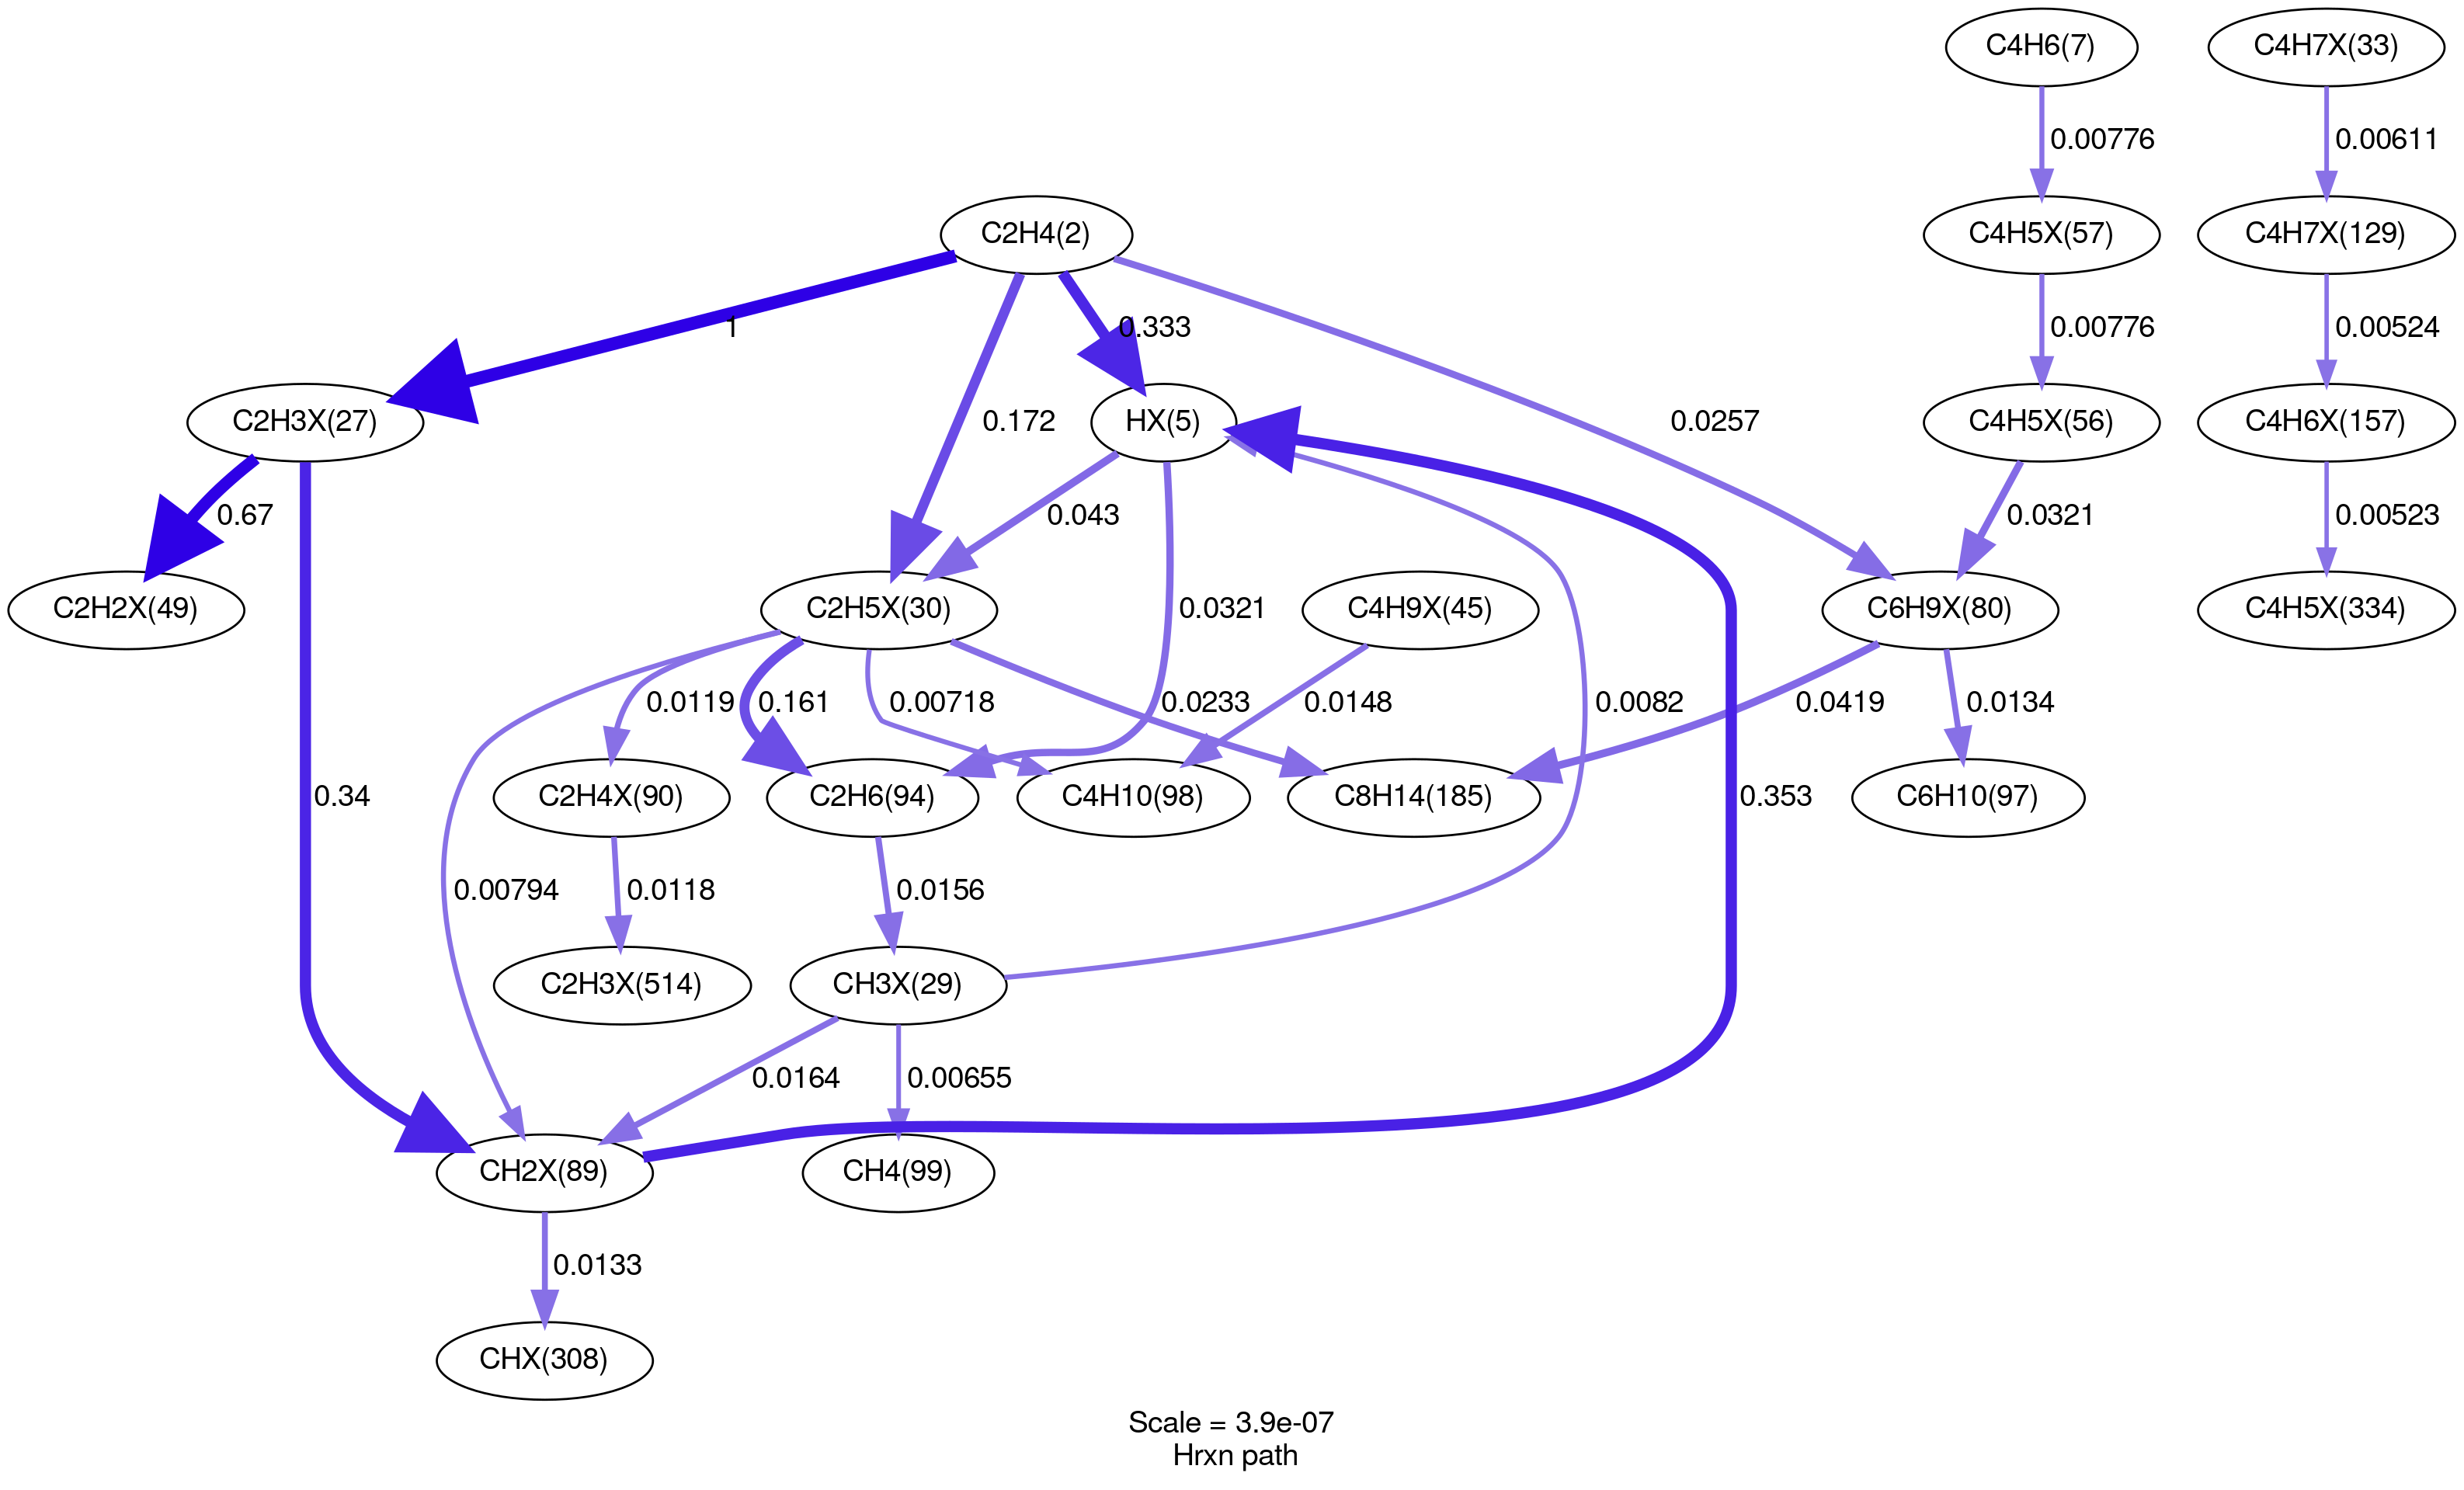 C4H6(7)
C4H7X(33)
0.00776
0.00611
C2H4(2)
C4H5X(57)
C4H7X(129)
1
0.333
0.00776
0.00524
C2H3X(27)
0.172
HX(5)
0.0257
C4H5X(56)
C4H6X(157)
0.67
0.043
0.0321
0.00523
C2H2X(49)
C2H5X(30)
0.0321
C4H9X(45)
C6H9X(80)
C4H5X(334)
0.0119
0.161
0.00718
0.0233
0.0148
0.0082
0.0419
0.0134
0.34
C2H4X(90)
C2H6(94)
C4H10(98)
C8H14(185)
0.353
C6H10(97)
0.00794
0.0118
0.0156
C2H3X(514)
CH3X(29)
0.0164
0.00655
CH2X(89)
CH4(99)
0.0133
CHX(308)
Scale = 3.9e-07
Hrxn path